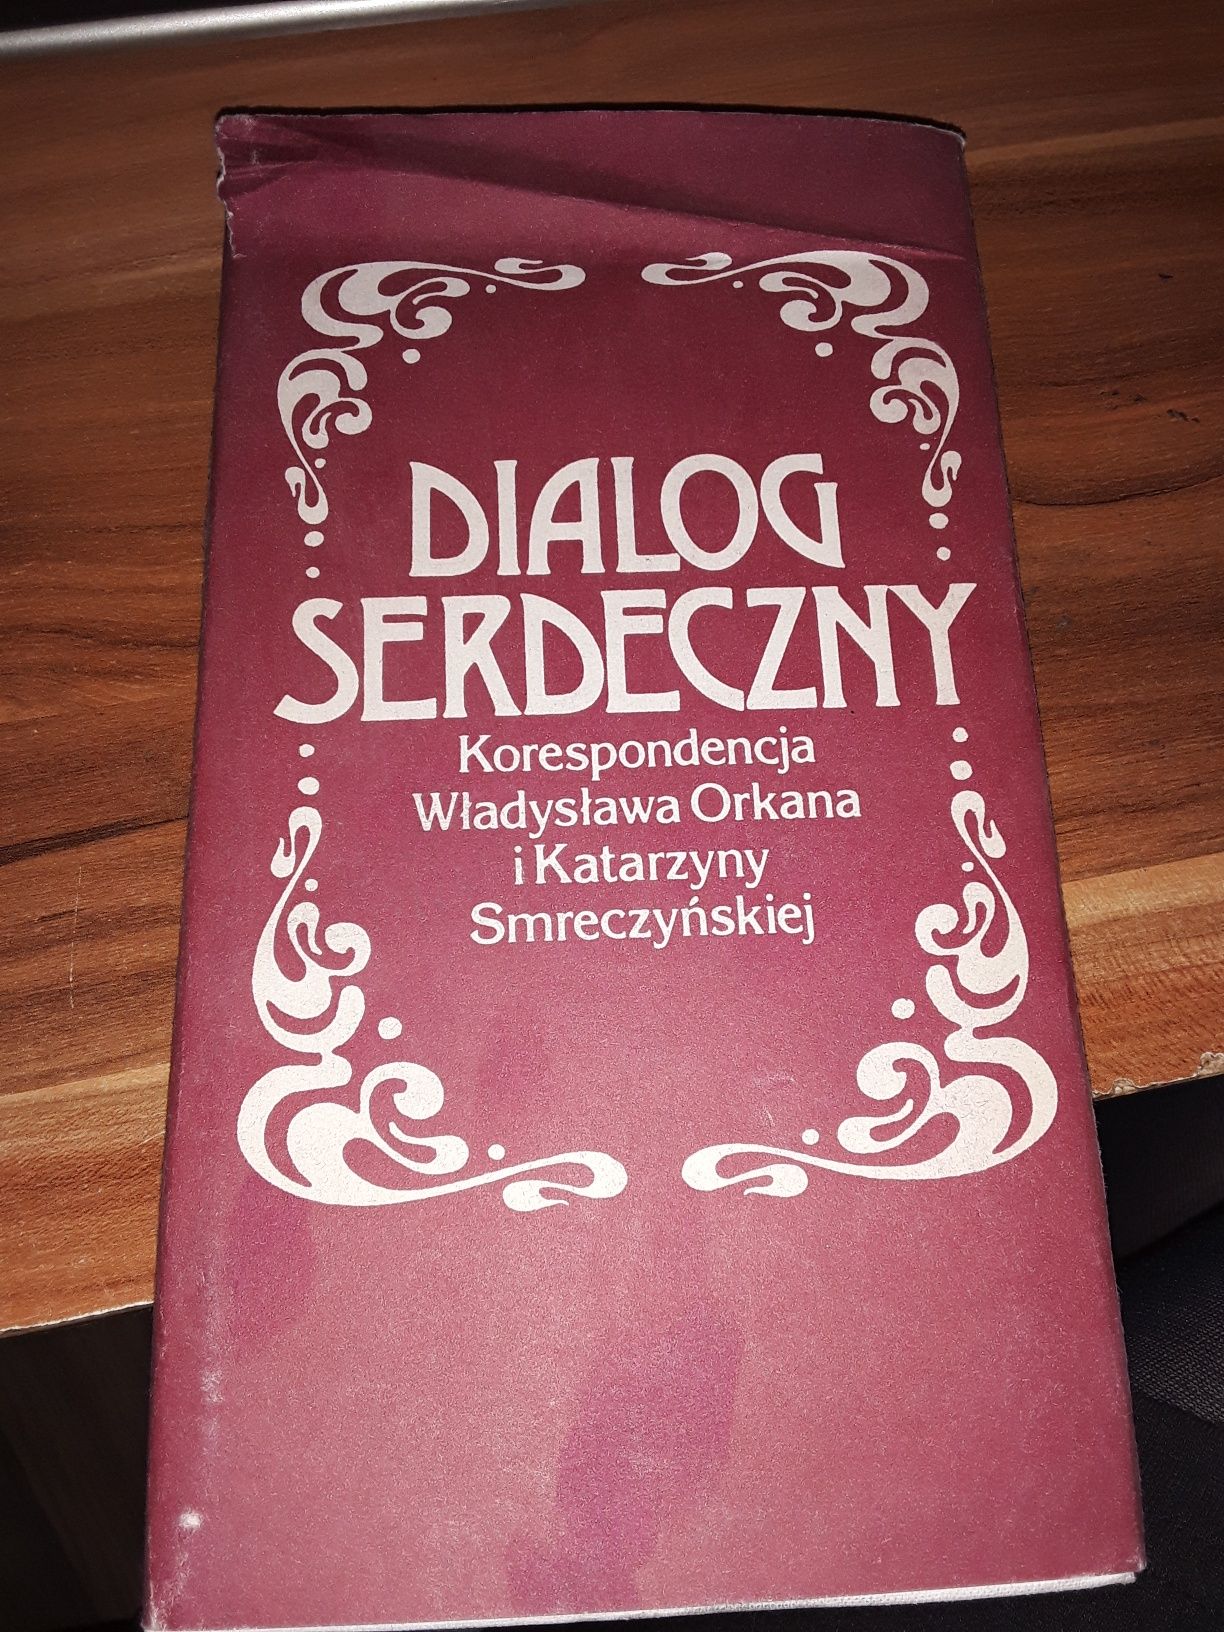 DIALOG
SERDECZNY
Korespondencja
Władysława Orkana
i Katarzyny
Smreczyńskiej